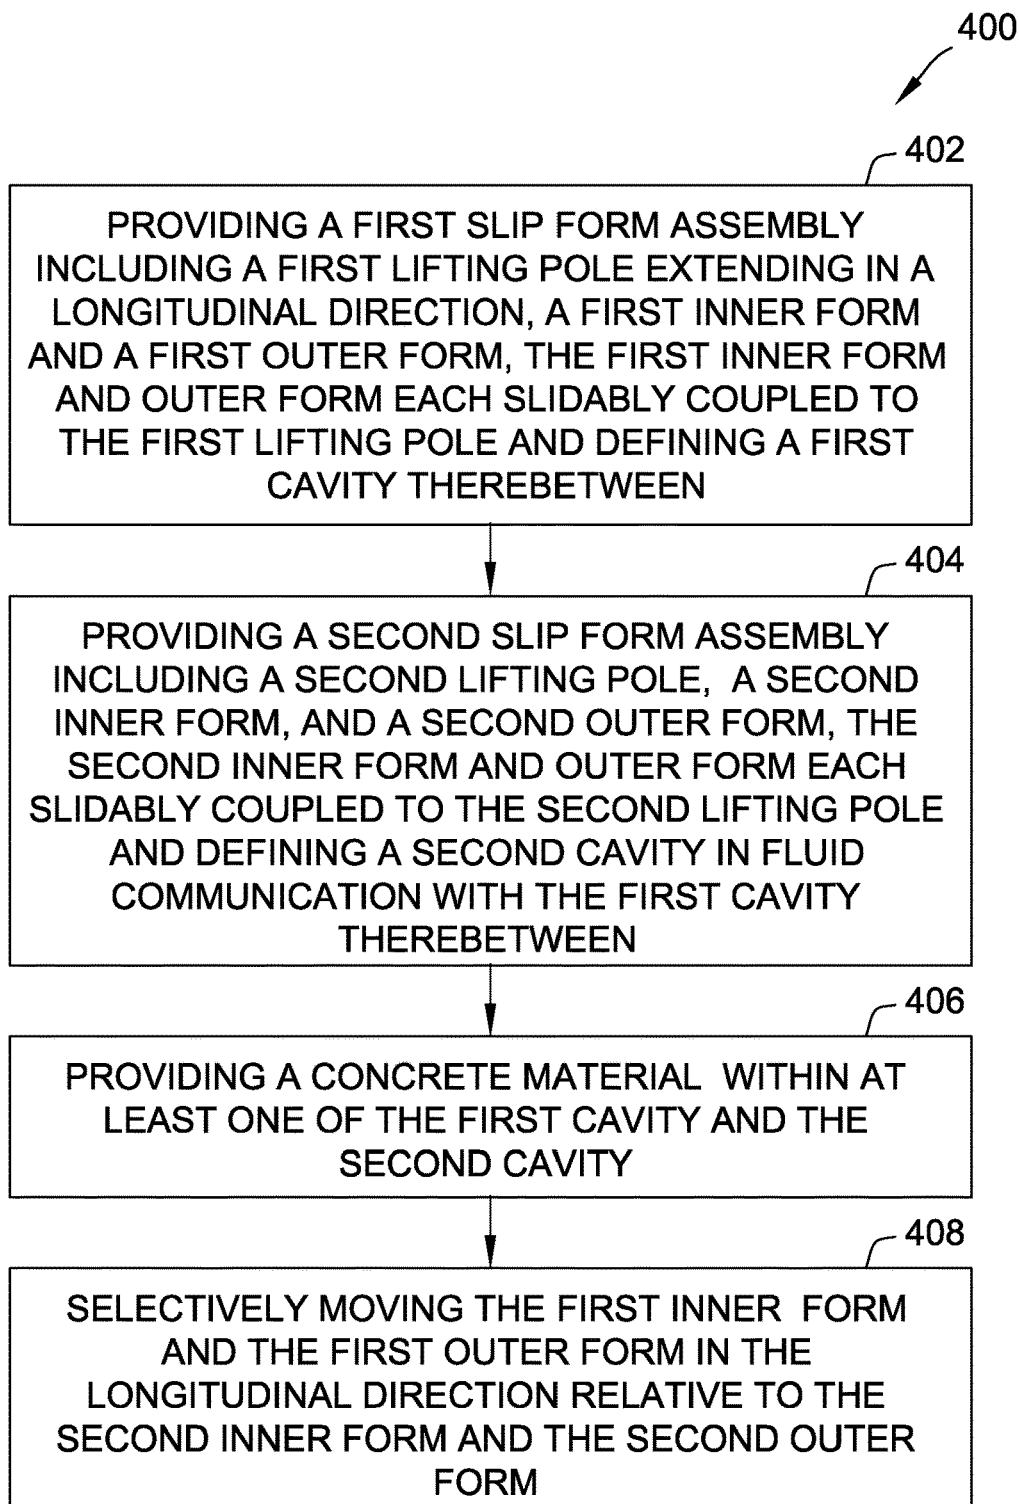 400
402
PROVIDING A FIRST SLIP FORM ASSEMBLY
INCLUDING A FIRST LIFTING POLE EXTENDING IN A
LONGITUDINAL DIRECTION, A FIRST INNER FORM
AND A FIRST OUTER FORM, THE FIRST INNER FORM
AND OUTER FORM EACH SLIDABLY COUPLED TO
THE FIRST LIFTING POLE AND DEFINING A FIRST
CAVITY THEREBETWEEN
404
PROVIDING A SECOND SLIP FORM ASSEMBLY
INCLUDING A SECOND LIFTING POLE, A SECOND
INNER FORM, AND A SECOND OUTER FORM, THE
SECOND INNER FORM AND OUTER FORM EACH
SLIDABLY COUPLED TO THE SECOND LIFTING POLE
AND DEFINING A SECOND CAVITY IN FLUID
COMMUNICATION WITH THE FIRST CAVITY
THEREBETWEEN
406
PROVIDING A CONCRETE MATERIAL WITHIN AT
LEAST ONE OF THE FIRST CAVITY AND THE
SECOND CAVITY
408
SELECTIVELY MOVING THE FIRST INNER FORM
AND THE FIRST OUTER FORM IN THE
LONGITUDINAL DIRECTION RELATIVE TO THE
SECOND INNER FORM AND THE SECOND OUTER
FORM